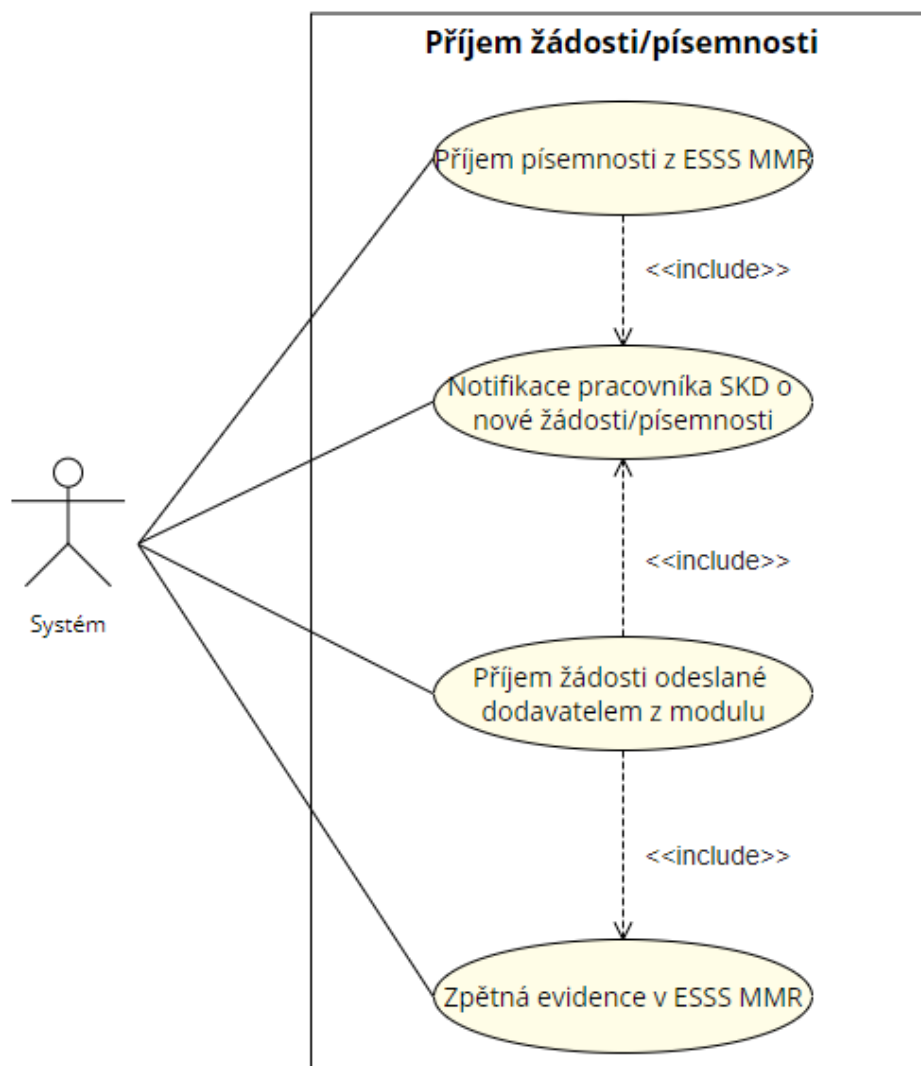 Příjem žádosti/písemnosti
Příjem písemnosti z ESSS MMR
<<include>>
Notifikace pracovníka SKD o
nové žádosti/písemnosti
<<include>>
Systém
Příjem žádosti odeslané
dodavatelem z modulu
<<include>>
Zpětná evidence v ESSS MMR